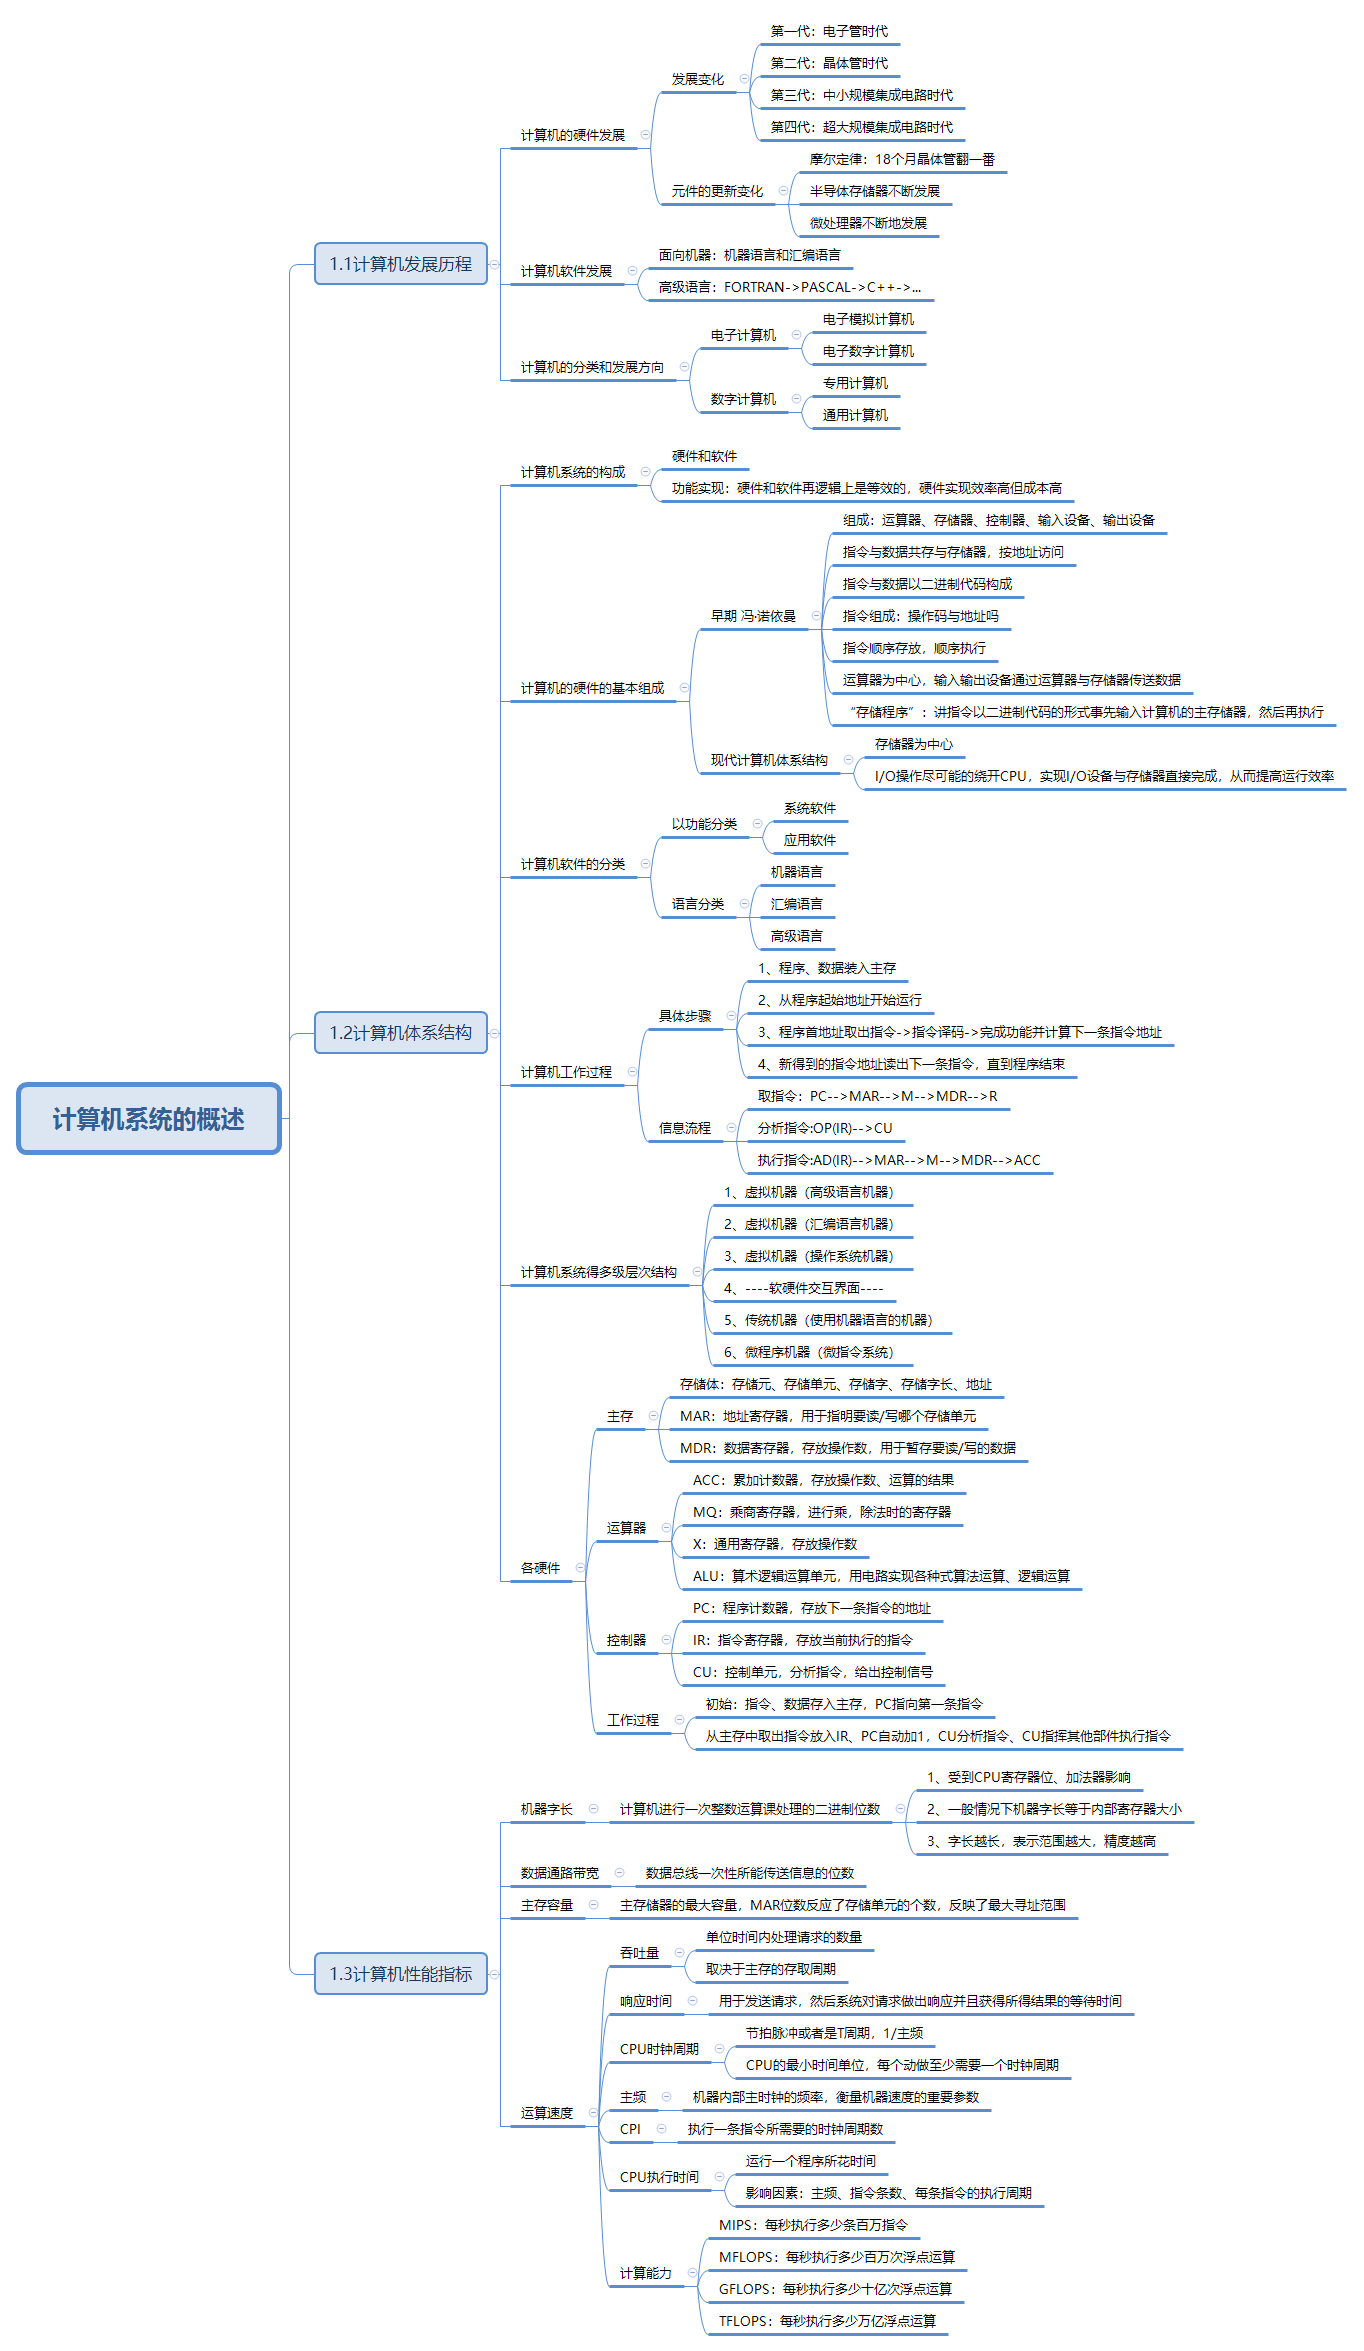 计算机系统的概述
1.1计算机发展历程
计算机的硬件发展
发展变化
第一代：电子管时代
第二代：晶体管时代
第三代：中小规模集成电路时代
第四代：超大规模集成电路时代
元件的更新变化
摩尔定律：18个月晶体管翻一番
半导体存储器不断发展
微处理器不断地发展
计算机软件发展
面向机器：机器语言和汇编语言
高级语言：FORTRAN->PASCAL->C++->...
计算机的分类和发展方向
电子计算机
电子模拟计算机
电子数字计算机
数字计算机
专用计算机
通用计算机
1.2计算机体系结构
计算机系统的构成
硬件和软件
功能实现：硬件和软件再逻辑上是等效的，硬件实现效率高但成本高
计算机的硬件的基本组成
早期 冯·诺依曼
组成：运算器、存储器、控制器、输入设备、输出设备
指令与数据共存与存储器，按地址访问
指令与数据以二进制代码构成
指令组成：操作码与地址吗
指令顺序存放，顺序执行
运算器为中心，输入输出设备通过运算器与存储器传送数据
“存储程序”：讲指令以二进制代码的形式事先输入计算机的主存储器，然后再执行
现代计算机体系结构
存储器为中心
I/O操作尽可能的绕开CPU，实现I/O设备与存储器直接完成，从而提高运行效率
计算机软件的分类
以功能分类
系统软件
应用软件
语言分类
机器语言
汇编语言
高级语言
计算机工作过程
具体步骤
1、程序、数据装入主存
2、从程序起始地址开始运行
3、程序首地址取出指令->指令译码->完成功能并计算下一条指令地址
4、新得到的指令地址读出下一条指令，直到程序结束
信息流程
取指令：PC-->MAR-->M-->MDR-->R
分析指令:OP(IR)-->CU
执行指令:AD(IR)-->MAR-->M-->MDR-->ACC
计算机系统得多级层次结构
1、虚拟机器（高级语言机器）
2、虚拟机器（汇编语言机器）
3、虚拟机器（操作系统机器）
4、----软硬件交互界面----
5、传统机器（使用机器语言的机器）
6、微程序机器（微指令系统）
各硬件
主存
存储体：存储元、存储单元、存储字、存储字长、地址
MAR：地址寄存器，用于指明要读/写哪个存储单元
MDR：数据寄存器，存放操作数，用于暂存要读/写的数据
运算器
ACC：累加计数器，存放操作数、运算的结果
MQ：乘商寄存器，进行乘，除法时的寄存器
X：通用寄存器，存放操作数
ALU：算术逻辑运算单元，用电路实现各种式算法运算、逻辑运算
控制器
PC：程序计数器，存放下一条指令的地址
IR：指令寄存器，存放当前执行的指令
CU：控制单元，分析指令，给出控制信号
工作过程
初始：指令、数据存入主存，PC指向第一条指令
从主存中取出指令放入IR、PC自动加1，CU分析指令、CU指挥其他部件执行指令
1.3计算机性能指标
机器字长
计算机进行一次整数运算课处理的二进制位数
1、受到CPU寄存器位、加法器影响
2、一般情况下机器字长等于内部寄存器大小
3、字长越长，表示范围越大，精度越高
数据通路带宽
数据总线一次性所能传送信息的位数
主存容量
主存储器的最大容量，MAR位数反应了存储单元的个数，反映了最大寻址范围
运算速度
吞吐量
单位时间内处理请求的数量
取决于主存的存取周期
响应时间
用于发送请求，然后系统对请求做出响应并且获得所得结果的等待时间
CPU时钟周期
节拍脉冲或者是T周期，1/主频
CPU的最小时间单位，每个动做至少需要一个时钟周期
主频
机器内部主时钟的频率，衡量机器速度的重要参数
CPI
执行一条指令所需要的时钟周期数
CPU执行时间
运行一个程序所花时间
影响因素：主频、指令条数、每条指令的执行周期
计算能力
MIPS：每秒执行多少条百万指令
MFLOPS：每秒执行多少百万次浮点运算
GFLOPS：每秒执行多少十亿次浮点运算
TFLOPS：每秒执行多少万亿浮点运算